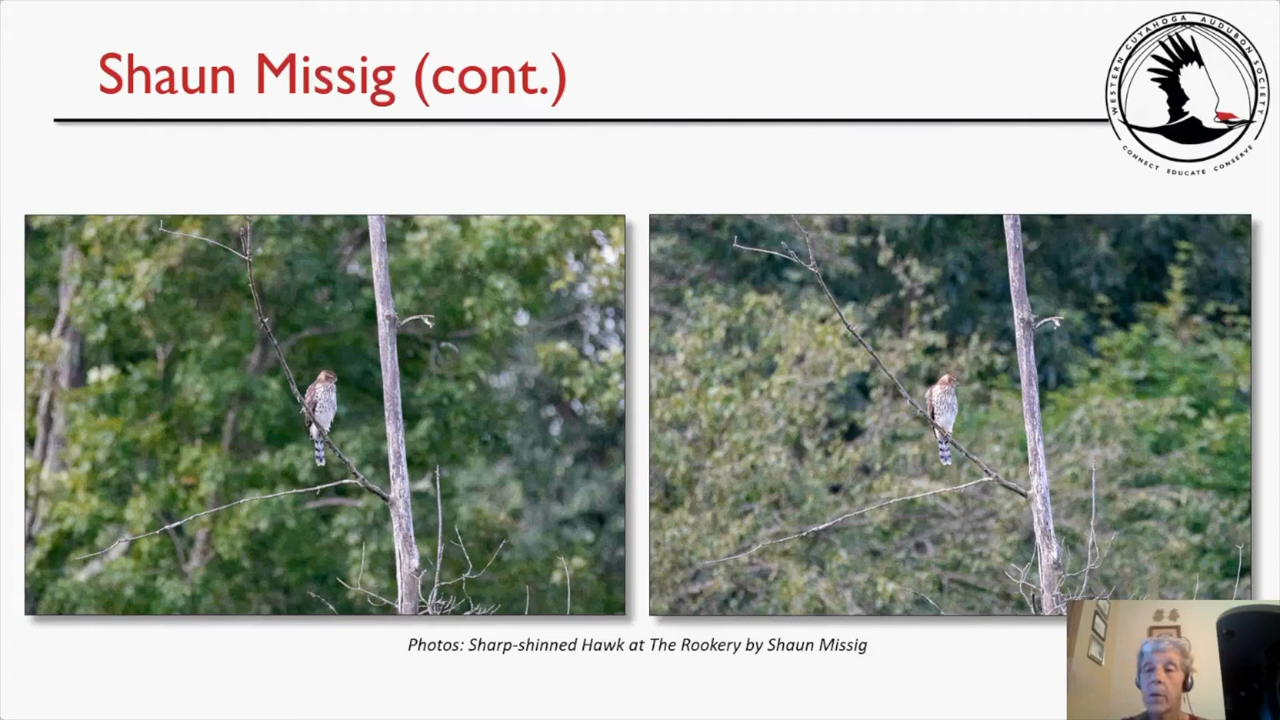 Shaun Missig (cont.)
WESTERN CUYAHOGA AUDUBON SOCIETY
CONNECT EDUCATE CONSERVE
Photos: Sharp-shinned Hawk at The Rookery by Shaun Missig